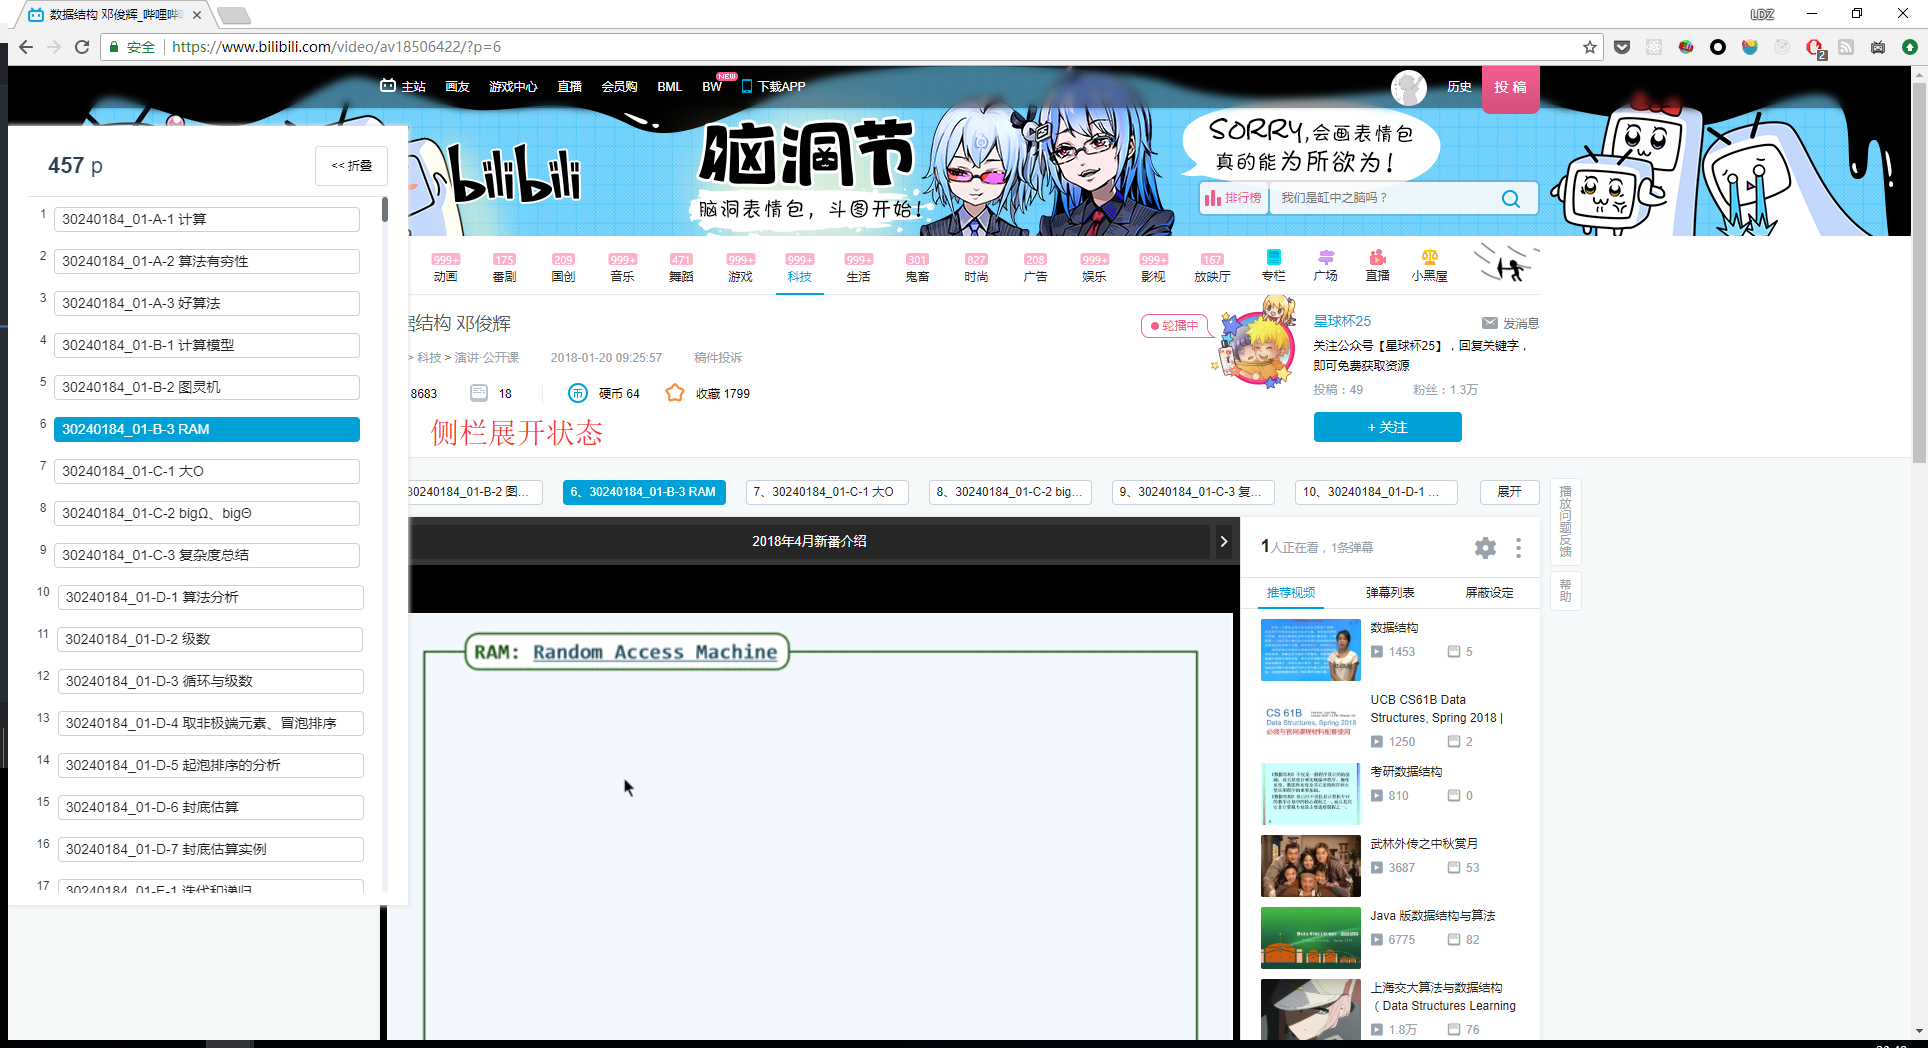 数据结构 邓俊辉_哔哩哔
LDZ
安全
https://www.bilibili.com/video/av18506422/?p=6
2
主站
画友
游戏中心
直播
会员购
BML
BW
NEW
下载APP
历史
投 稿
bilibili
脑洞节
脑洞表情包，斗图开始!
SORRY,会画表情包
真的能为所欲为!
排行榜
我们是缸中之脑吗？
457 p
<< 折叠
1 30240184_01-A-1 计算
2 30240184_01-A-2 算法有穷性
3 30240184_01-A-3 好算法
4 30240184_01-B-1 计算模型
5 30240184_01-B-2 图灵机
6 30240184_01-B-3 RAM
7 30240184_01-C-1 大O
8 30240184_01-C-2 bigΩ、bigΘ
9 30240184_01-C-3 复杂度总结
10 30240184_01-D-1 算法分析
11 30240184_01-D-2 级数
12 30240184_01-D-3 循环与级数
13 30240184_01-D-4 取非极端元素、冒泡排序
14 30240184_01-D-5 起泡排序的分析
15 30240184_01-D-6 封底估算
16 30240184_01-D-7 封底估算实例
17 30240184_01-E-1 迭代和递归
999+ 动画
175 番剧
209 国创
999+ 音乐
471 舞蹈
999+ 游戏
999+ 科技
999+ 生活
301 鬼畜
827 时尚
208 广告
999+ 娱乐
999+ 影视
167 放映厅
专栏
广场
直播
小黑屋
据结构 邓俊辉
> 科技 > 演讲·公开课
2018-01-20 09:25:57
稿件投诉
8683
18
币
硬币 64
收藏 1799
侧栏展开状态
轮播中
星球杯25
发消息
关注公众号【星球杯25】，回复关键字，
即可免费获取资源
投稿：49
粉丝：1.3万
+ 关注
30240184_01-B-2 图...
6、30240184_01-B-3 RAM
7、30240184_01-C-1 大O
8、30240184_01-C-2 big...
9、30240184_01-C-3 复...
10、30240184_01-D-1 ...
展开
播放问题反馈
帮助
2018年4月新番介绍
RAM: Random Access Machine
1人正在看，1条弹幕
推荐视频
弹幕列表
屏蔽设定
数据结构
1453
5
CS 61B
Data Structures, Spring 2018
必须与官网课程材料配套使用
UCB CS61B Data
Structures, Spring 2018 |
1250
2
考研数据结构
810
0
武林外传之中秋赏月
3687
53
Java 版数据结构与算法
6775
82
上海交大算法与数据结构
（Data Structures Learning
1.8万
76